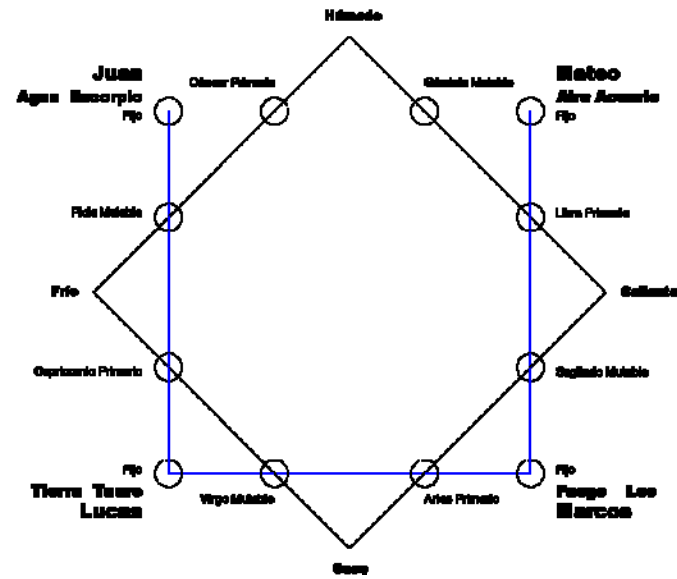 Húmedo
Juan
Agua Escorpio
Fijo
Cáncer Primario
Géminis Mutable
Mateo
Aire Acuario
Fijo
Picis Mutable
Libra Primario
Frío
Caliente
Capricornio Primario
Sagitario Mutable
Fijo
Tierra Tauro
Lucas
Virgo Mutable
Aries Primario
Fijo
Fuego Leo
Marcos
Seco